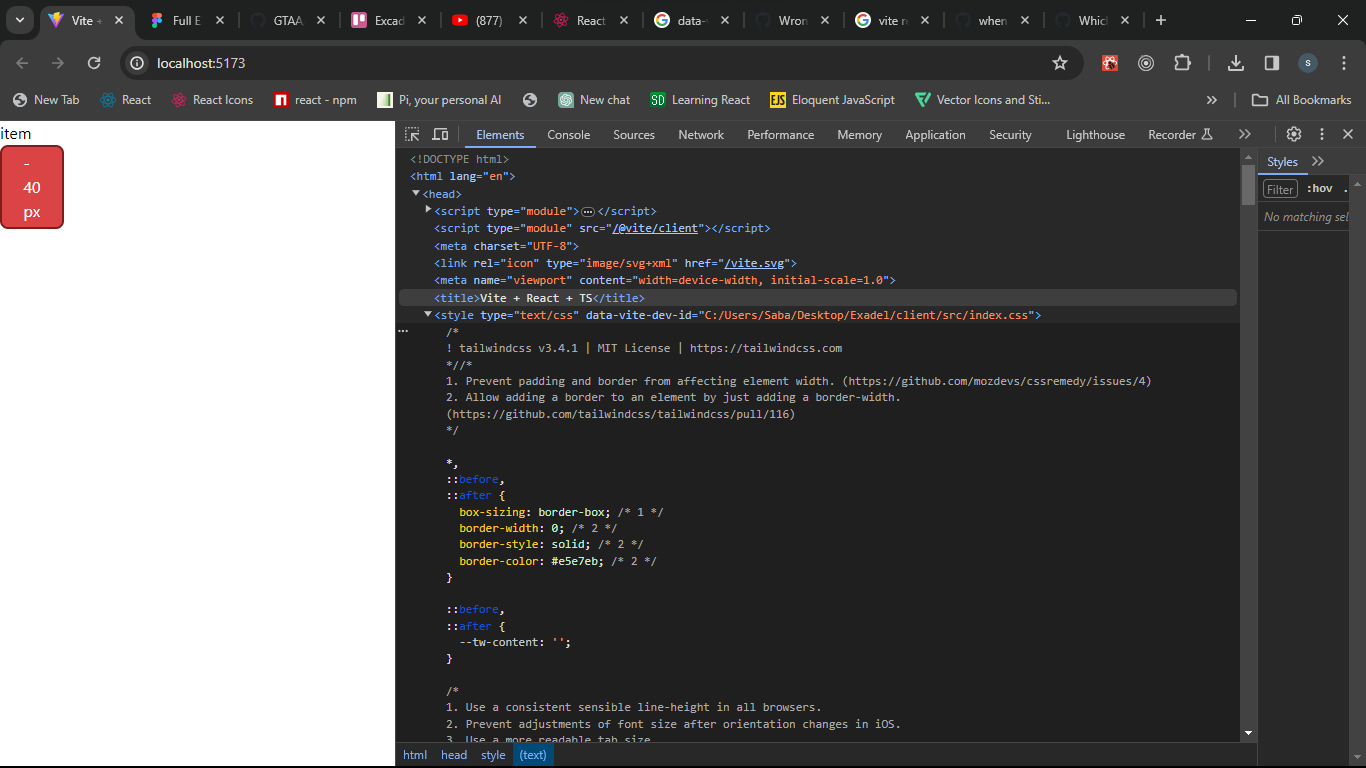 Vite +
Full E
GTAA
Excad
(877)
React
data-
Wron
vite re
when
Whicl
localhost:5173
s
New Tab
React
React Icons
react - npm
Pi, your personal AI
New chat
SD Learning React
EJS Eloquent JavaScript
Vector Icons and Sti...
All Bookmarks
item
-
40
px
Elements
Console
Sources
Network
Performance
Memory
Application
Security
Lighthouse
Recorder
Styles
Filter
:hov
.
No matching sel
<!DOCTYPE html>
<html lang="en">
<head>
<script type="module">…</script>
<script type="module" src="/@vite/client"></script>
<meta charset="UTF-8">
<link rel="icon" type="image/svg+xml" href="/vite.svg">
<meta name="viewport" content="width=device-width, initial-scale=1.0">
<title>Vite + React + TS</title>
<style type="text/css" data-vite-dev-id="C:/Users/Saba/Desktop/Exadel/client/src/index.css">
/*
! tailwindcss v3.4.1 | MIT License | https://tailwindcss.com
*//*
1. Prevent padding and border from affecting element width. (https://github.com/mozdevs/cssremedy/issues/4)
2. Allow adding a border to an element by just adding a border-width.
(https://github.com/tailwindcss/tailwindcss/pull/116)
*/
*,
::before,
::after {
box-sizing: border-box; /* 1 */
border-width: 0; /* 2 */
border-style: solid; /* 2 */
border-color: #e5e7eb; /* 2 */
}
::before,
::after {
--tw-content: '';
}
/*
1. Use a consistent sensible line-height in all browsers.
2. Prevent adjustments of font size after orientation changes in iOS.
3. Use a more readable tab size.
html
head
style
(text)